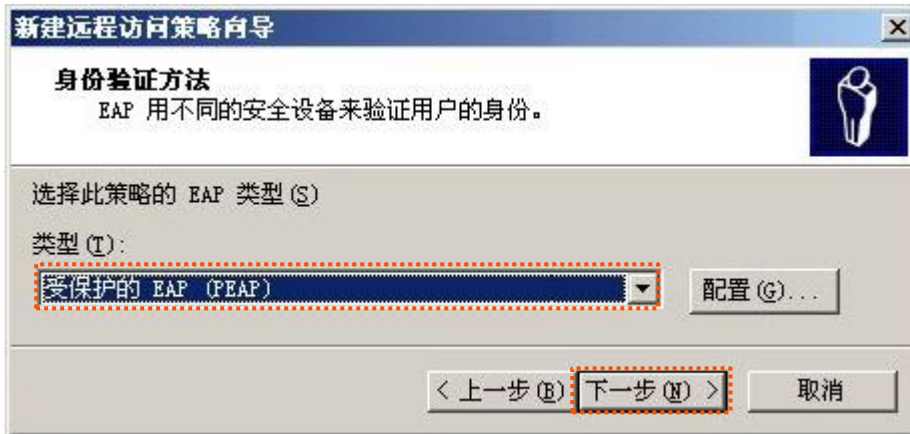 新建远程访问策略向导
身份验证方法
EAP 用不同的安全设备来验证用户的身份。
选择此策略的 EAP 类型(S)
类型(T):
受保护的 EAP (PEAP)
配置(G)...
< 上一步(B)
下一步(N) >
取消